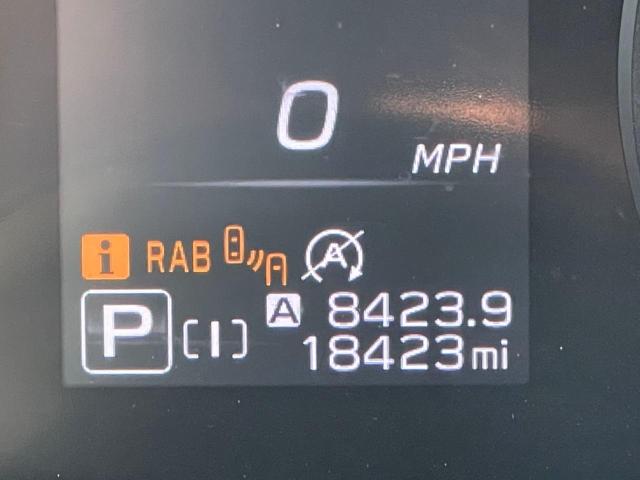 0
MPH
i RAB A
P [I] A 8423.9
18423mi